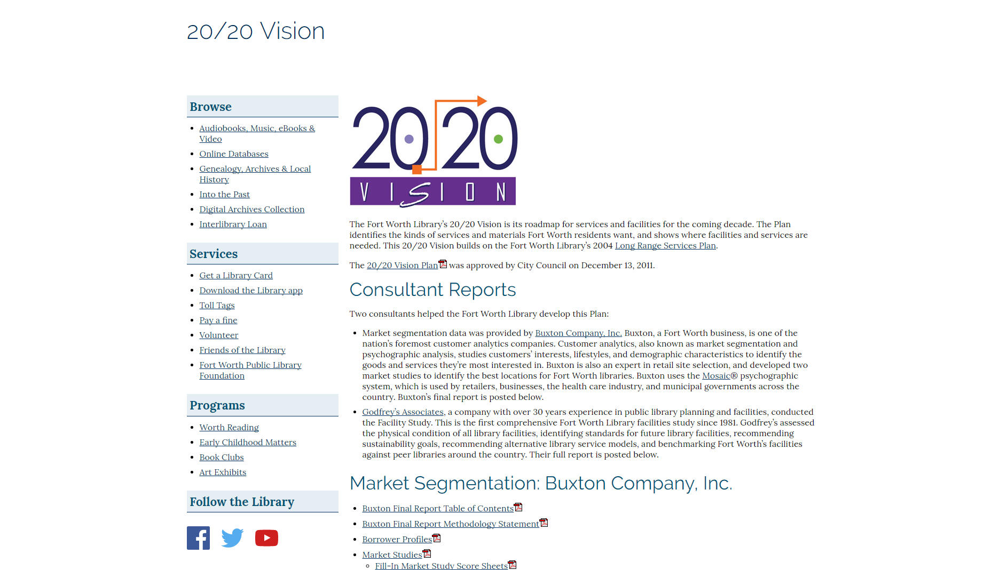 20/20 Vision
Browse
Audiobooks, Music, eBooks &
Video
Online Databases
Genealogy, Archives & Local
History
Into the Past
Digital Archives Collection
Interlibrary Loan
Services
Get a Library Card
Download the Library app
Toll Tags
Pay a fine
Volunteer
Friends of the Library
Fort Worth Public Library
Foundation
Programs
Worth Reading
Early Childhood Matters
Book Clubs
Art Exhibits
Follow the Library
20/20
VISION
The Fort Worth Library’s 20/20 Vision is its roadmap for services and facilities for the coming decade. The Plan
identifies the kinds of services and materials Fort Worth residents want, and shows where facilities and services are
needed. This 20/20 Vision builds on the Fort Worth Library’s 2004 Long Range Services Plan.
The 20/20 Vision Plan was approved by City Council on December 13, 2011.
Consultant Reports
Two consultants helped the Fort Worth Library develop this Plan:
Market segmentation data was provided by Buxton Company, Inc. Buxton, a Fort Worth business, is one of the
nation’s foremost customer analytics companies. Customer analytics, also known as market segmentation and
psychographic analysis, studies customers’ interests, lifestyles, and demographic characteristics to identify the
goods and services they’re most interested in. Buxton is also an expert in retail site selection, and developed two
market studies to identify the best locations for Fort Worth libraries. Buxton uses the Mosaic® psychographic
system, which is used by retailers, businesses, the health care industry, and municipal governments across the
country. Buxton’s final report is posted below.
Godfrey’s Associates, a company with over 30 years experience in public library planning and facilities, conducted
the Facility Study. This is the first comprehensive Fort Worth Library facilities study since 1981. Godfrey’s assessed
the physical condition of all library facilities, identifying standards for future library facilities, recommending
sustainability goals, recommending alternative library service models, and benchmarking Fort Worth’s facilities
against peer libraries around the country. Their full report is posted below.
Market Segmentation: Buxton Company, Inc.
Buxton Final Report Table of Contents
Buxton Final Report Methodology Statement
Borrower Profiles
Market Studies
Fill-In Market Study Score Sheets